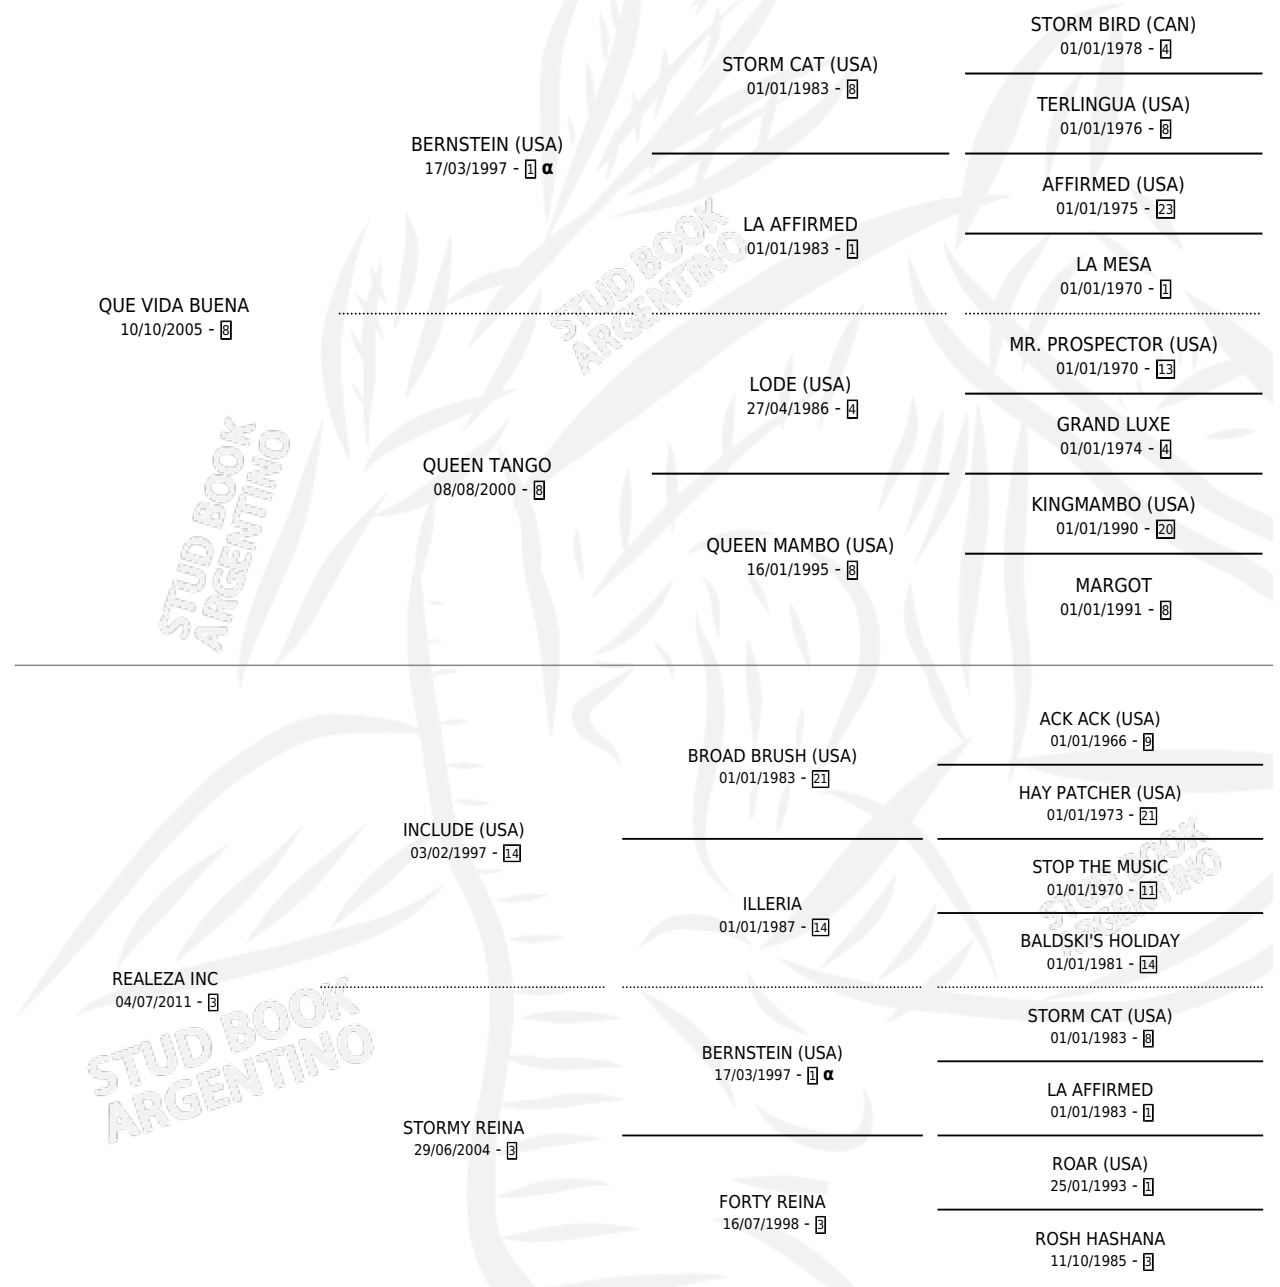 STORM BIRD (CAN)
01/01/1978 - 4
STORM CAT (USA)
01/01/1983 - 8
TERLINGUA (USA)
01/01/1976 - 8
BERNSTEIN (USA)
17/03/1997 - 1 α
AFFIRMED (USA)
01/01/1975 - 23
LA AFFIRMED
01/01/1983 - 1
LA MESA
01/01/1970 - 1
QUE VIDA BUENA
10/10/2005 - 8
MR. PROSPECTOR (USA)
01/01/1970 - 13
LODE (USA)
27/04/1986 - 4
GRAND LUXE
01/01/1974 - 4
QUEEN TANGO
08/08/2000 - 8
KINGMAMBO (USA)
01/01/1990 - 20
QUEEN MAMBO (USA)
16/01/1995 - 8
MARGOT
01/01/1991 - 8
STUD BOOK
ARGENTINO
STUD BOOK
ARGENTINO
ACK ACK (USA)
01/01/1966 - 9
BROAD BRUSH (USA)
01/01/1983 - 21
HAY PATCHER (USA)
01/01/1973 - 21
INCLUDE (USA)
03/02/1997 - 14
STOP THE MUSIC
01/01/1970 - 11
ILLERIA
01/01/1987 - 14
BALDSKI'S HOLIDAY
01/01/1981 - 14
REALEZA INC
04/07/2011 - 3
STORM CAT (USA)
01/01/1983 - 8
BERNSTEIN (USA)
17/03/1997 - 1 α
LA AFFIRMED
01/01/1983 - 1
STORMY REINA
29/06/2004 - 3
ROAR (USA)
25/01/1993 - 1
FORTY REINA
16/07/1998 - 3
ROSH HASHANA
11/10/1985 - 3
STUD BOOK
ARGENTINO
STUD BOOK
ARGENTINO